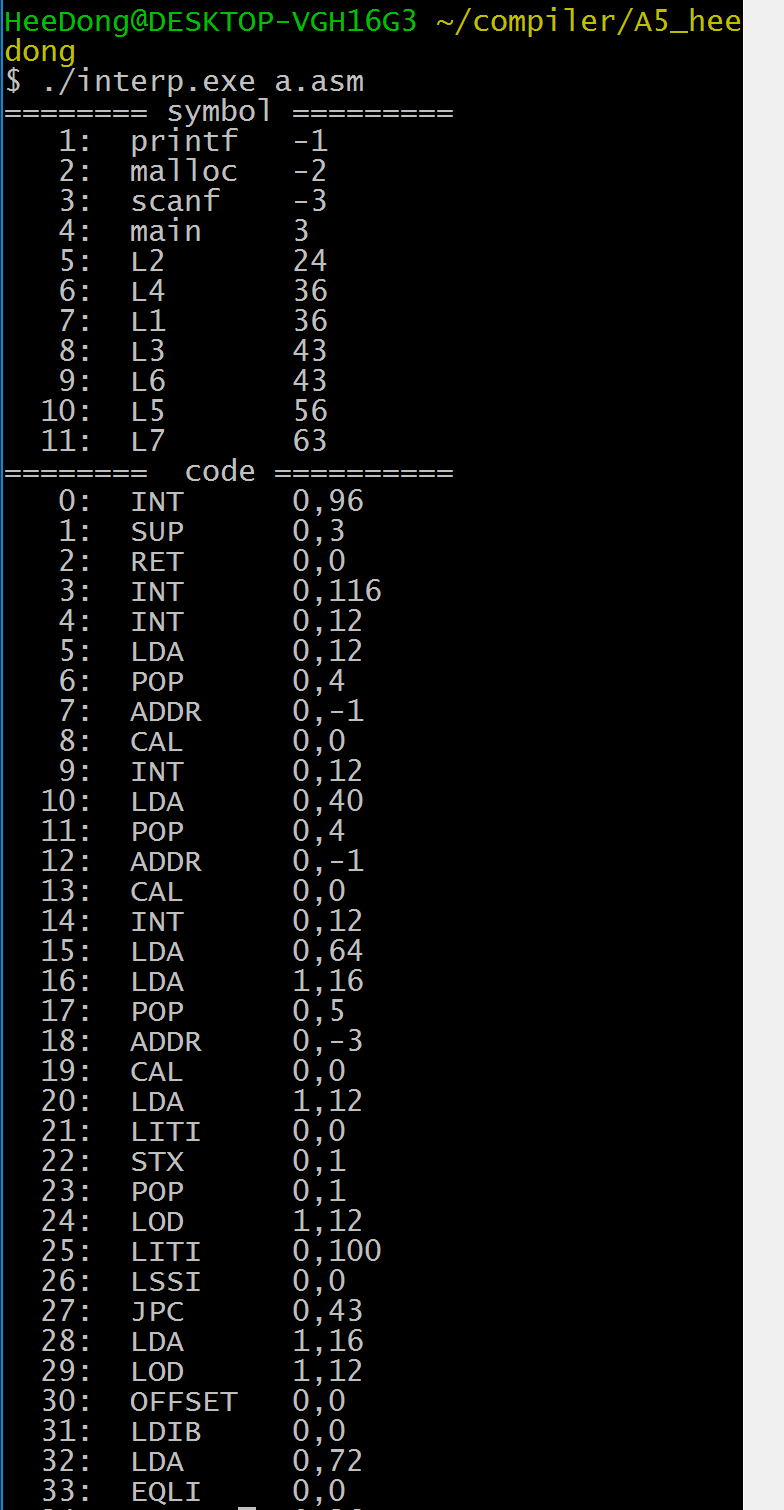 HeeDong@DESKTOP-VGH16G3 ~/compiler/A5_hee
dong
$ ./interp.exe a.asm
======== symbol =========
1: printf -1
2: malloc -2
3: scanf -3
4: main 3
5: L2 24
6: L4 36
7: L1 36
8: L3 43
9: L6 43
10: L5 56
11: L7 63
======== code ==========
0: INT 0,96
1: SUP 0,3
2: RET 0,0
3: INT 0,116
4: INT 0,12
5: LDA 0,12
6: POP 0,4
7: ADDR 0,-1
8: CAL 0,0
9: INT 0,12
10: LDA 0,40
11: POP 0,4
12: ADDR 0,-1
13: CAL 0,0
14: INT 0,12
15: LDA 0,64
16: LDA 1,16
17: POP 0,5
18: ADDR 0,-3
19: CAL 0,0
20: LDA 1,12
21: LITI 0,0
22: STX 0,1
23: POP 0,1
24: LOD 1,12
25: LITI 0,100
26: LSSI 0,0
27: JPC 0,43
28: LDA 1,16
29: LOD 1,12
30: OFFSET 0,0
31: LDIB 0,0
32: LDA 0,72
33: EQLI 0,0